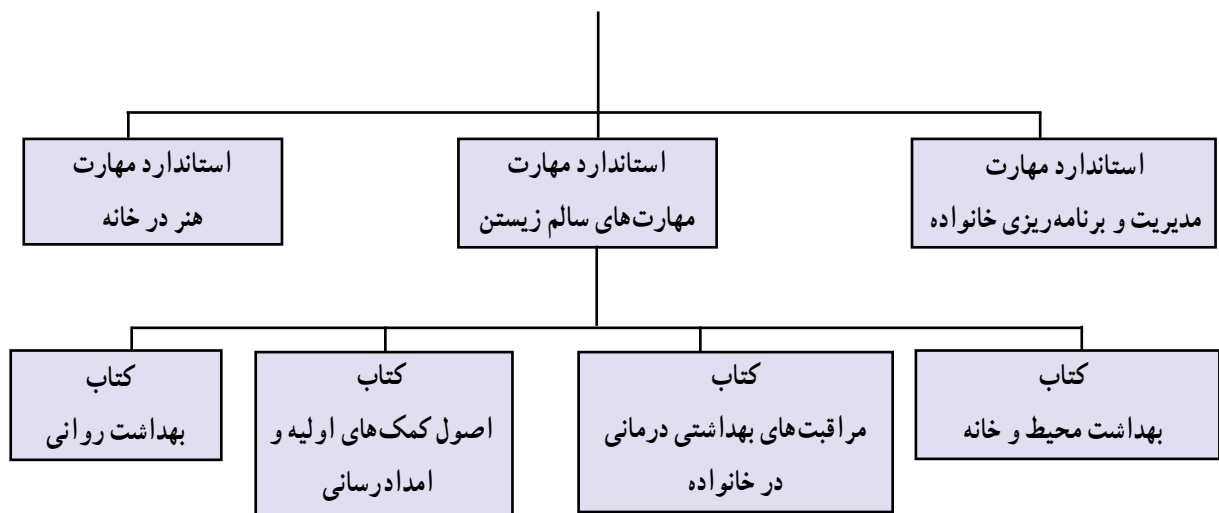 استاندارد مهارت
مدیریت و برنامه‌ریزی خانواده
استاندارد مهارت
مهارت‌های سالم زیستن
استاندارد مهارت
هنر در خانه
کتاب
بهداشت محیط و خانه
کتاب
مراقبت‌های بهداشتی درمانی
در خانواده
کتاب
اصول کمک‌های اولیه و
امدادرسانی
کتاب
بهداشت روانی